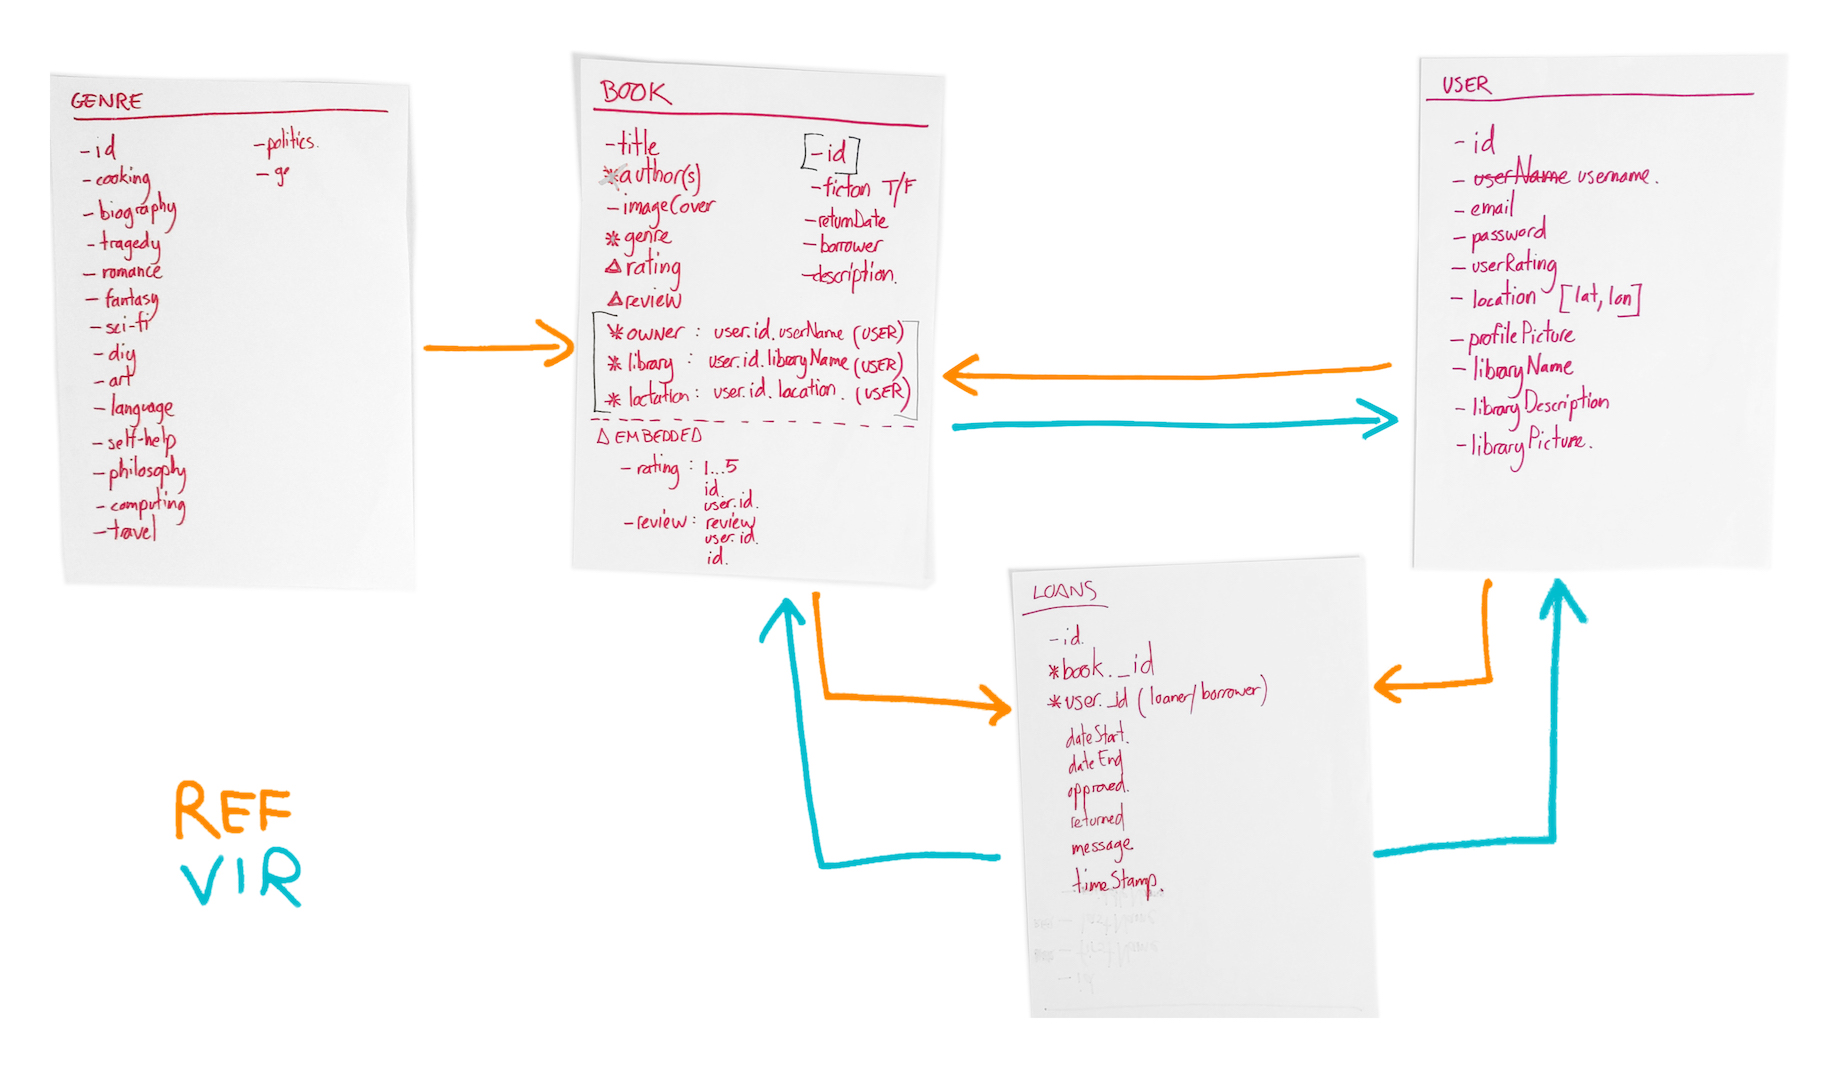 GENRE
- id
- cooking
- biography
- tragedy
- romance
- fantasy
- sci-fi
- diy
- art
- language
- self-help
- philosophy
- computing
- travel
- politics.
- ge
BOOK
- title
* author(s)
- imageCover
* genre
△ rating
△ review
[- id]
- ficton T/F
- returnDate
- borrower
- description.
* owner : user.id.userName (USER)
* library : user.id.libraryName (USER)
* loctation : user.id.location. (USER)
△ EMBEDDED
- rating : 1...5
id.
user.id.
- review : review
user.id.
id.
USER
- id
- userName username.
- email
- password
- userRating
- location [lat, lon]
- profilePicture
- libraryName
- libraryDescription
- libraryPicture.
LOANS
- id.
* book._id
* user._id (loaner/borrower)
dateStart.
dateEnd
approved.
returned
message.
timeStamp.
REF
VIR